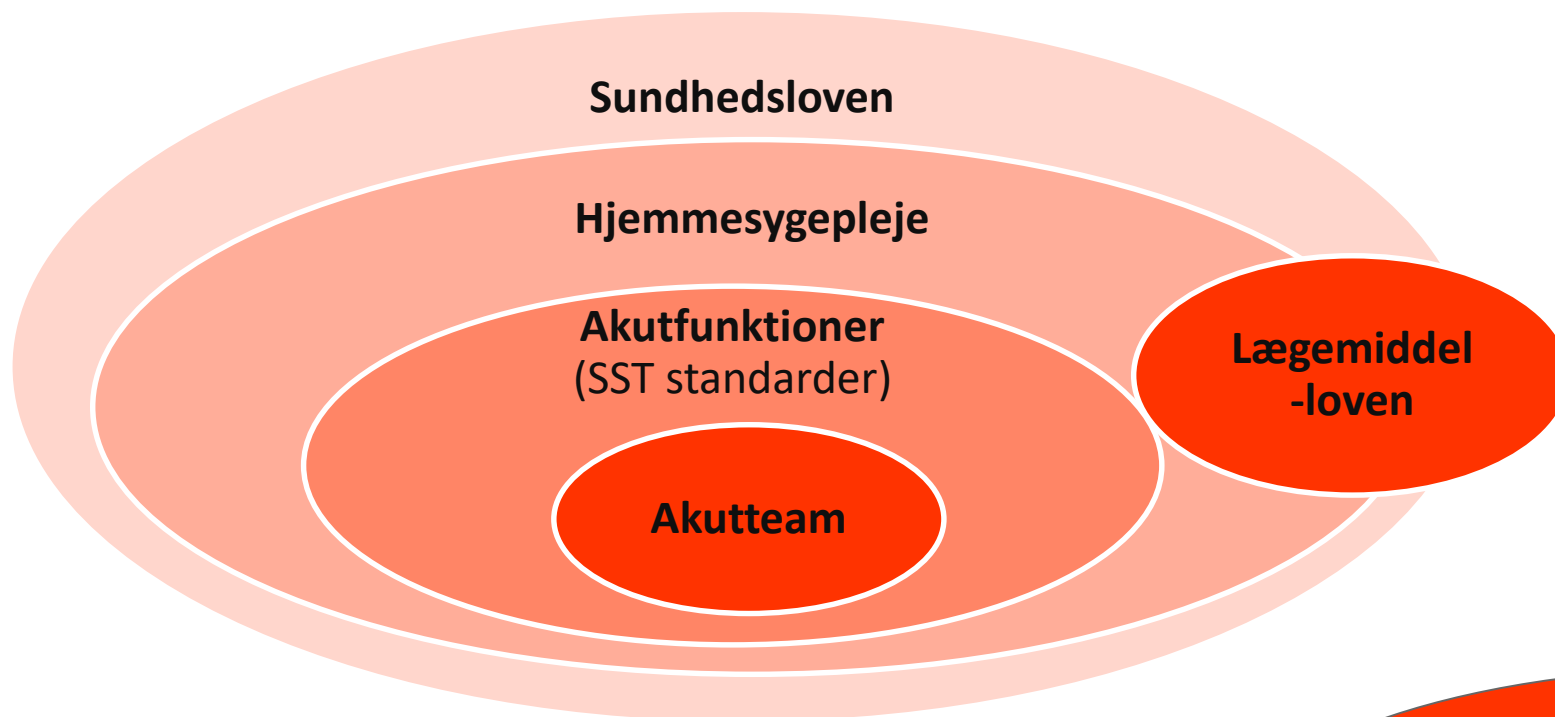 Sundhedsloven
Hjemmesygepleje
Akutfunktioner
(SST standarder)
Lægemiddel
-loven
Akutteam